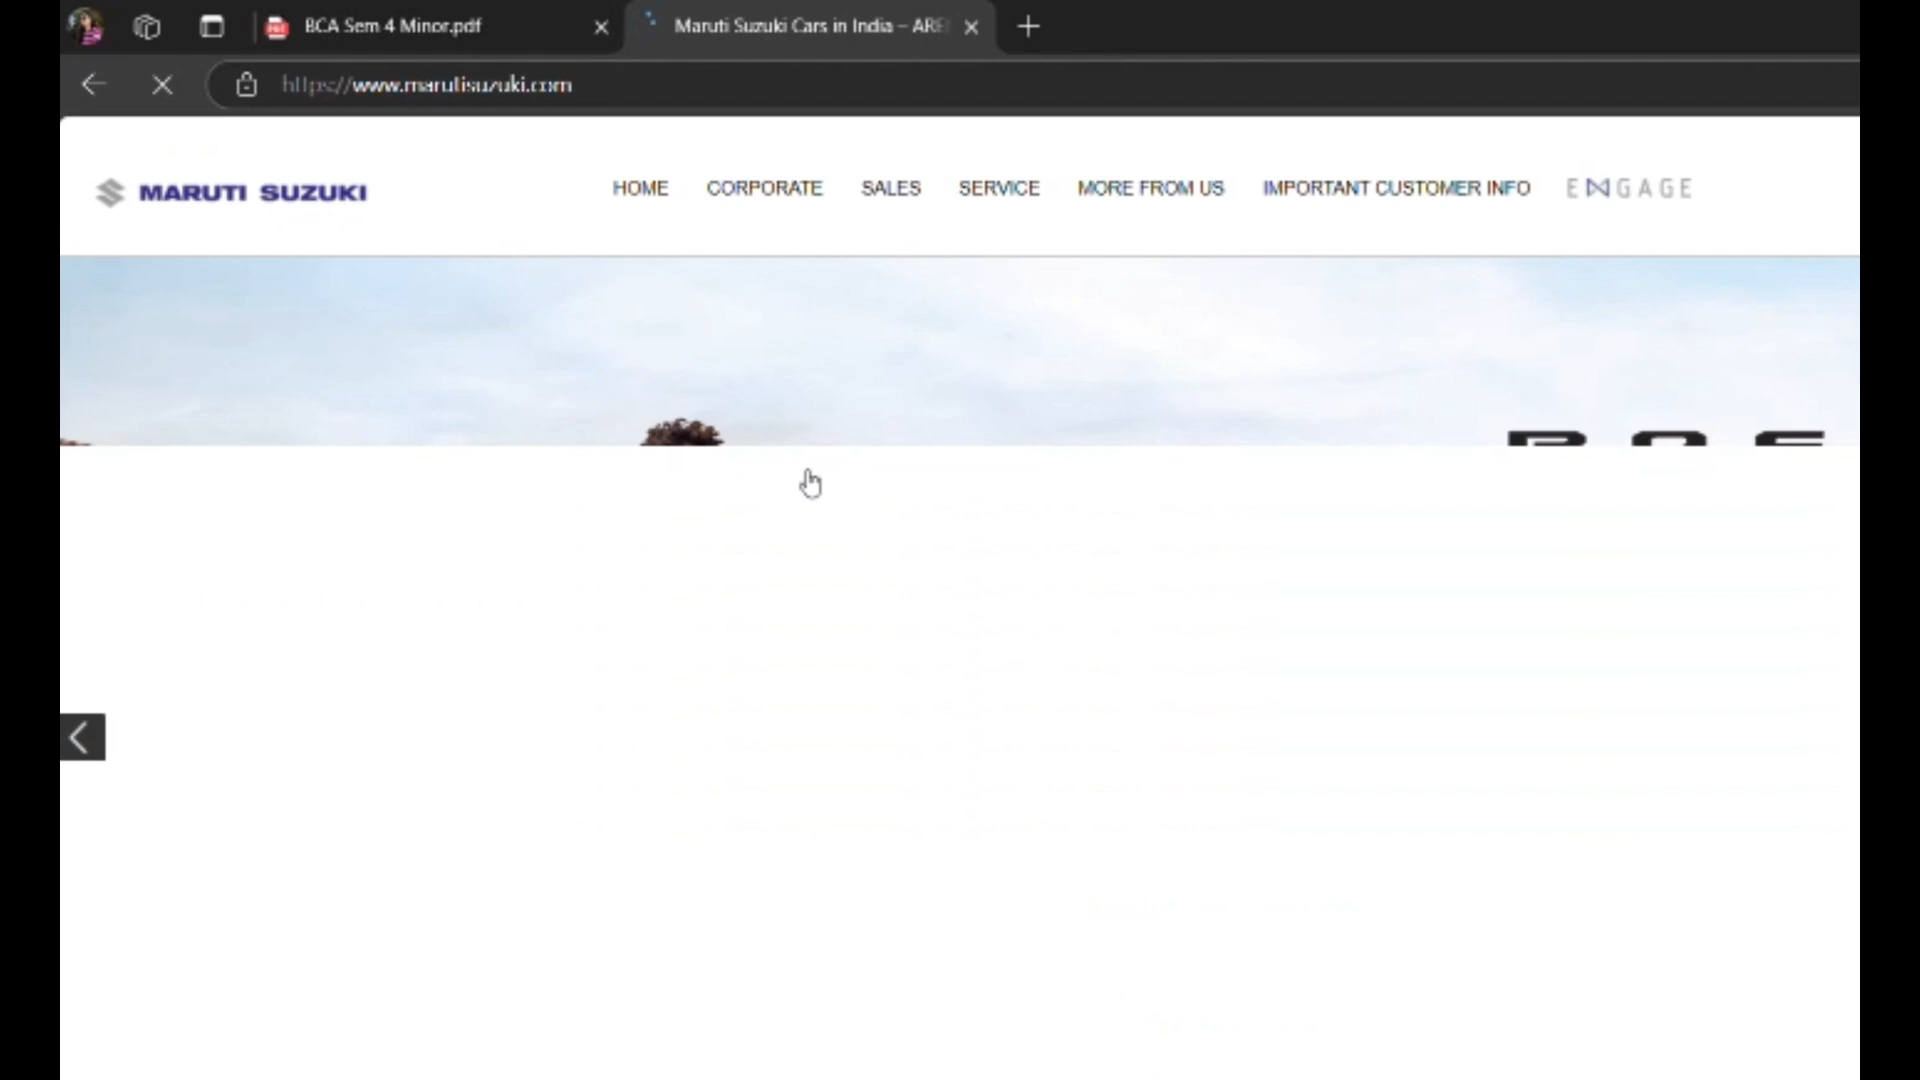 BCA Sem 4 Minor.pdf
Maruti Suzuki Cars in India – ARE
https://www.marutisuzuki.com
MARUTI SUZUKI
HOME
CORPORATE
SALES
SERVICE
MORE FROM US
IMPORTANT CUSTOMER INFO
ENGAGE